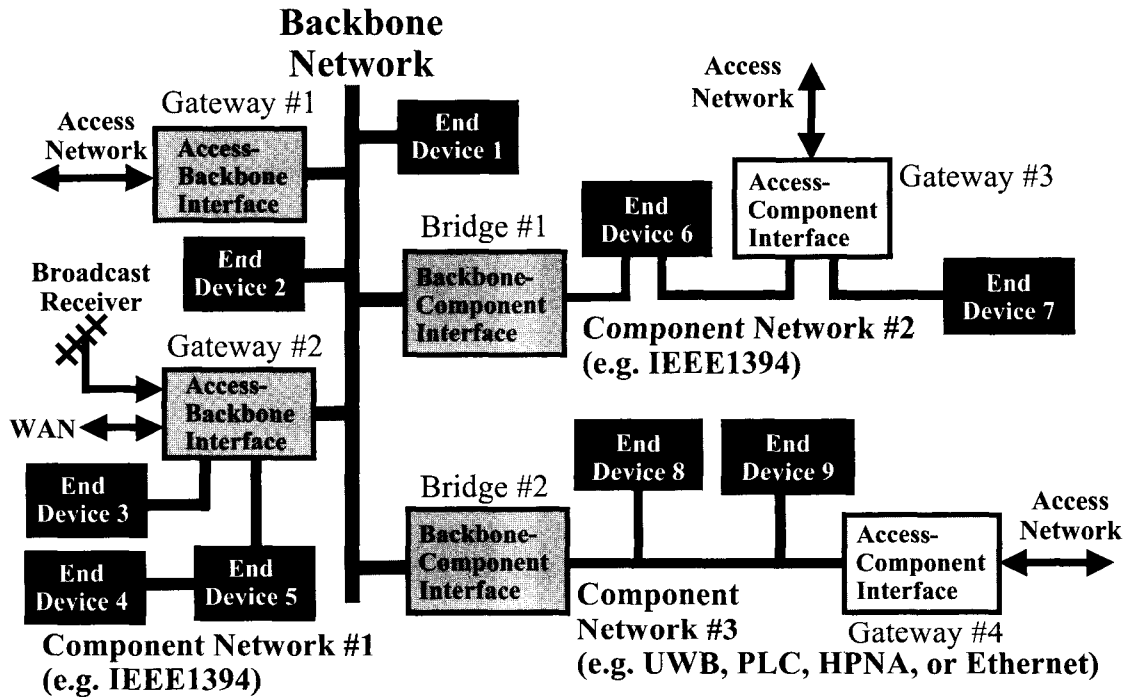 Backbone
Network
Gateway #1
Access
Network
Access-
Backbone
Interface
End
Device 1
Access
Network
Access-
Component
Interface
Gateway #3
End
Device 6
Bridge #1
Backbone-
Component
Interface
End
Device 2
End
Device 7
Component Network #2
(e.g. IEEE1394)
Broadcast
Receiver
Gateway #2
Access-
Backbone
Interface
WAN
End
Device 3
End
Device 4
End
Device 5
Component Network #1
(e.g. IEEE1394)
Bridge #2
Backbone-
Component
Interface
End
Device 8
End
Device 9
Access-
Component
Interface
Access
Network
Gateway #4
Component
Network #3
(e.g. UWB, PLC, HPNA, or Ethernet)